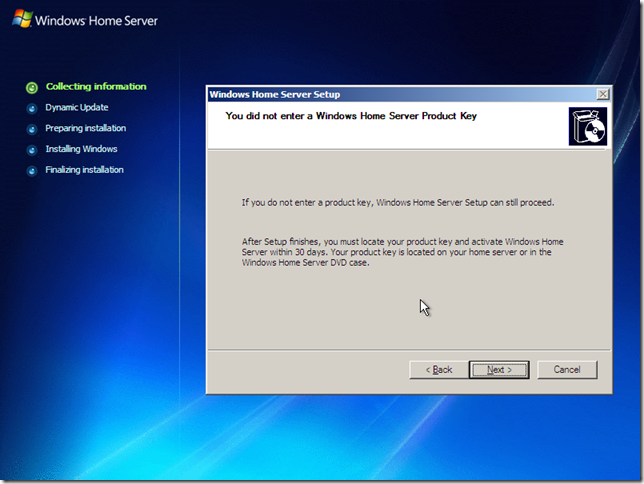 Windows Home Server
Collecting information
Dynamic Update
Preparing installation
Installing Windows
Finalizing installation
Windows Home Server Setup
You did not enter a Windows Home Server Product Key
If you do not enter a product key, Windows Home Server Setup can still proceed.
After Setup finishes, you must locate your product key and activate Windows Home
Server within 30 days. Your product key is located on your home server or in the
Windows Home Server DVD case.
< Back
Next >
Cancel